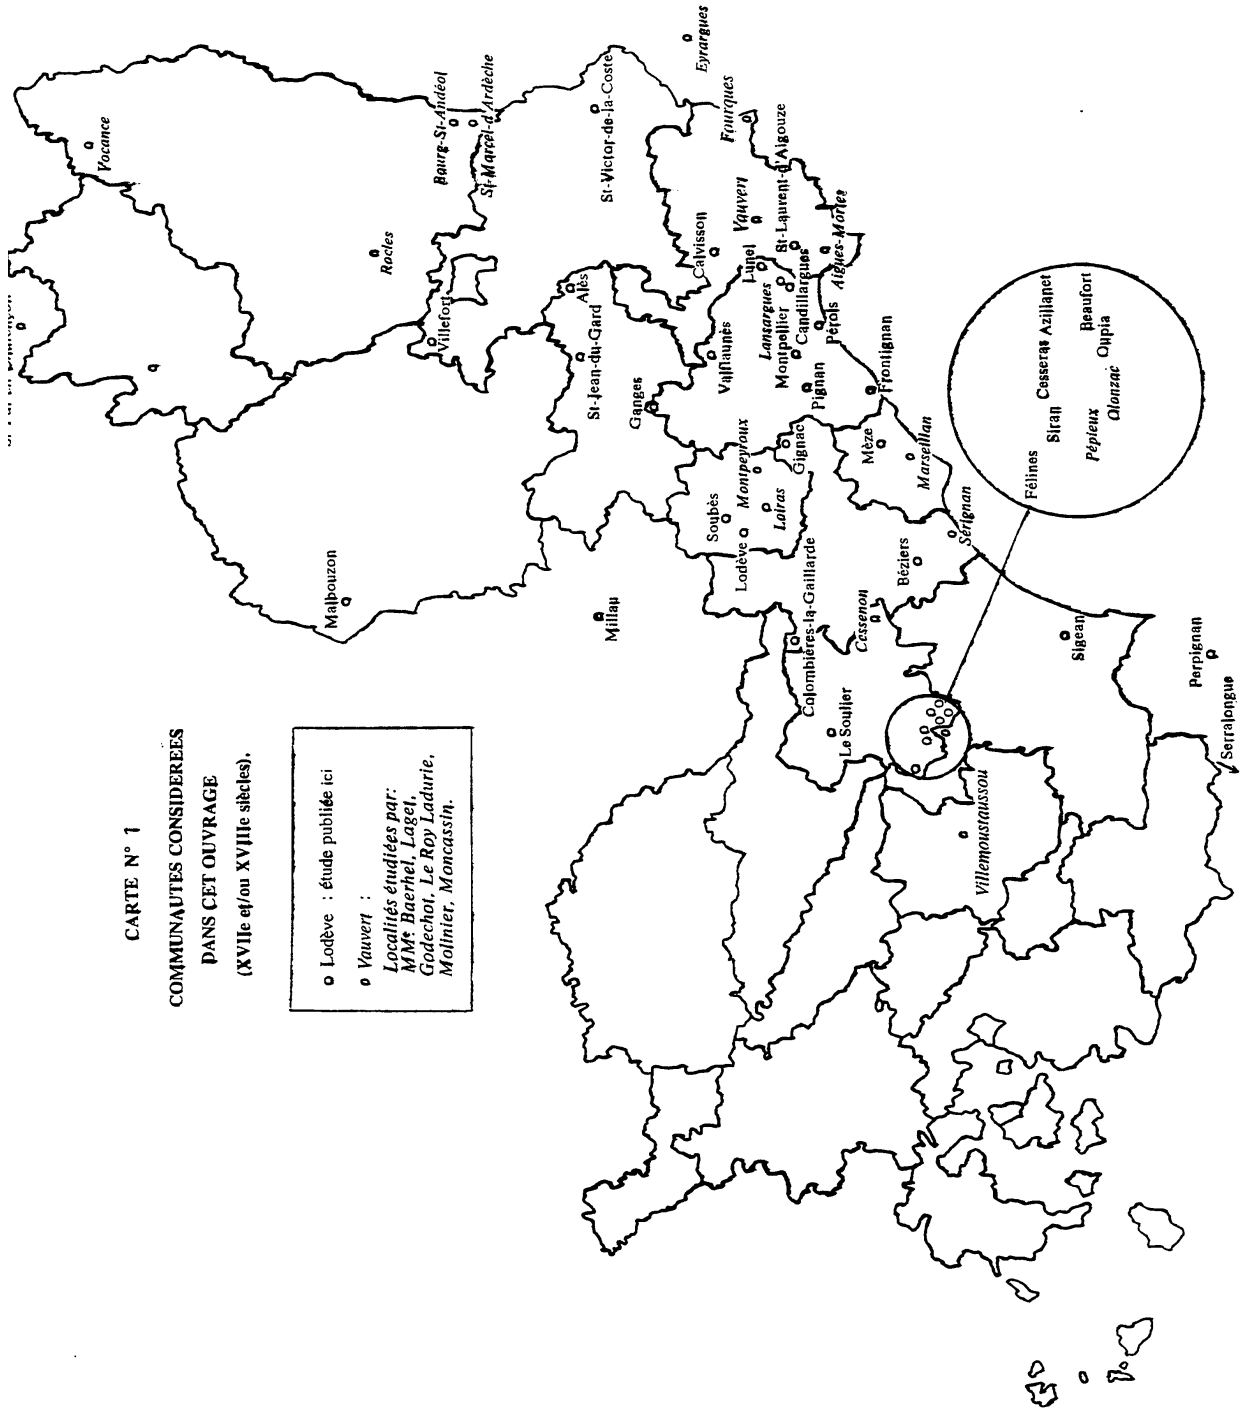 CARTE N° 1
COMMUNAUTES CONSIDEREES
DANS CET OUVRAGE
(XVIIe et/ou XVIIIe siècles).
Lodève : étude publiée ici
Vauvert :
Localités étudiées par:
MMe Baerhel, Laget,
Godechot, Le Roy Ladurie,
Molinier, Moncassin.
Vocance
Bourg-St-Andéol
St-Marcel-d'Ardèche
Rocles
Villefort
Malbouzon
St-Victor-de-la-Coste
Eyrargues
Fourques
Alès
St-Jean-du-Gard
Ganges
Millau
Calvisson
Vauvert
St-Laurent-d'Aigouze
Aigues-Mortes
Lunel
Lansargues
Candillargues
Montpellier
Pérols
Valflaunès
Pignan
Frontignan
Montpeyroux
Gignac
Soubès
Loiras
Lodève
Mèze
Marseillan
Sérignan
Béziers
Colombières-la-Gaillarde
Cessenon
Le Soulier
Félines
Siran
Cesseras
Azillanet
Pépieux
Olonzac
Oupia
Beaufort
Villemoustaussou
Sigean
Perpignan
Serralongue